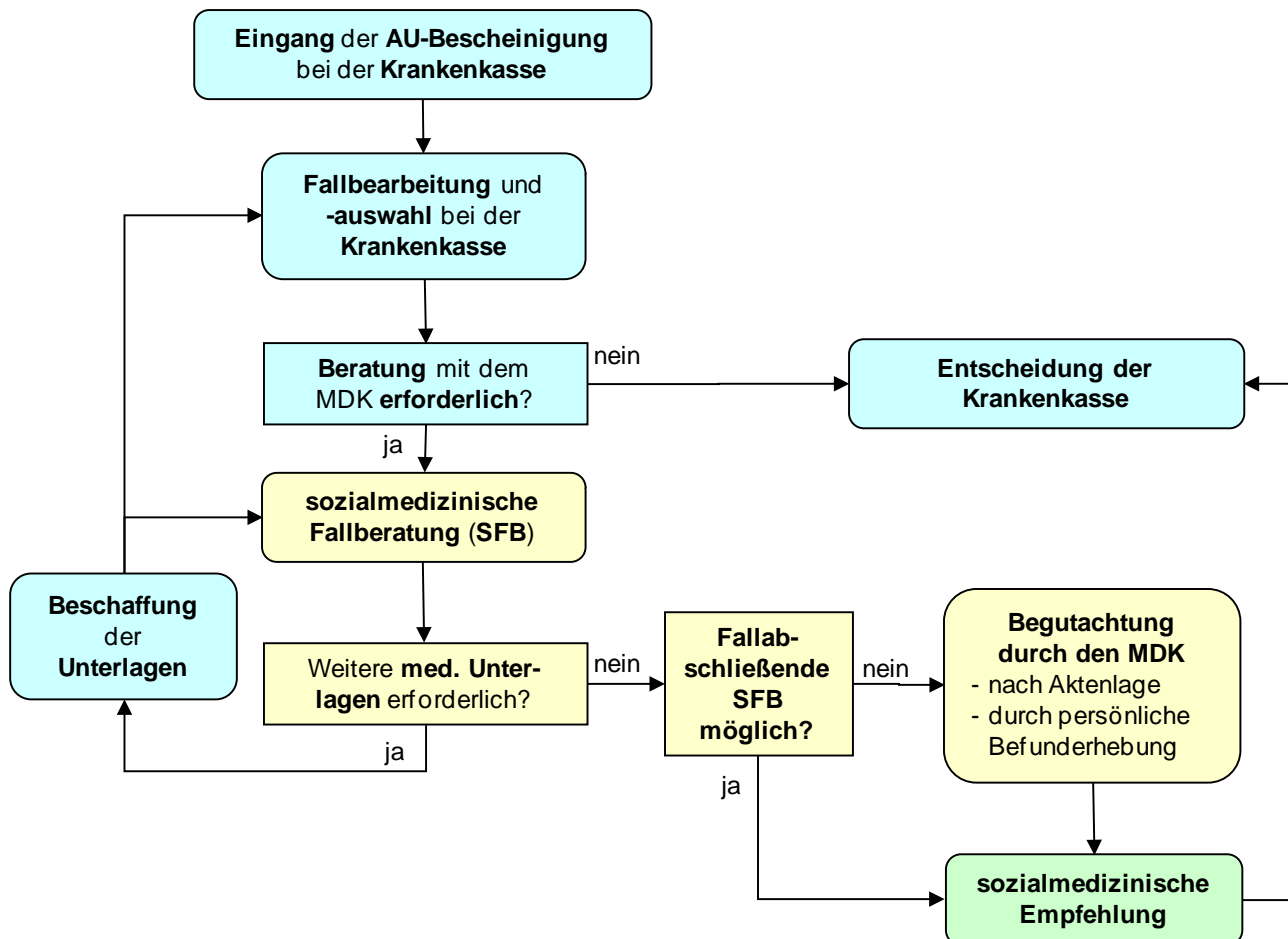 Eingang der AU-Bescheinigung
bei der Krankenkasse
Fallbearbeitung und
-auswahl bei der
Krankenkasse
Beratung mit dem
MDK erforderlich?
nein
Entscheidung der
Krankenkasse
ja
sozialmedizinische
Fallberatung (SFB)
Beschaffung
der
Unterlagen
Weitere med. Unter-
lagen erforderlich?
nein
ja
Fallab-
schließende
SFB
möglich?
nein
ja
Begutachtung
durch den MDK
- nach Aktenlage
- durch persönliche
Befunderhebung
sozialmedizinische
Empfehlung